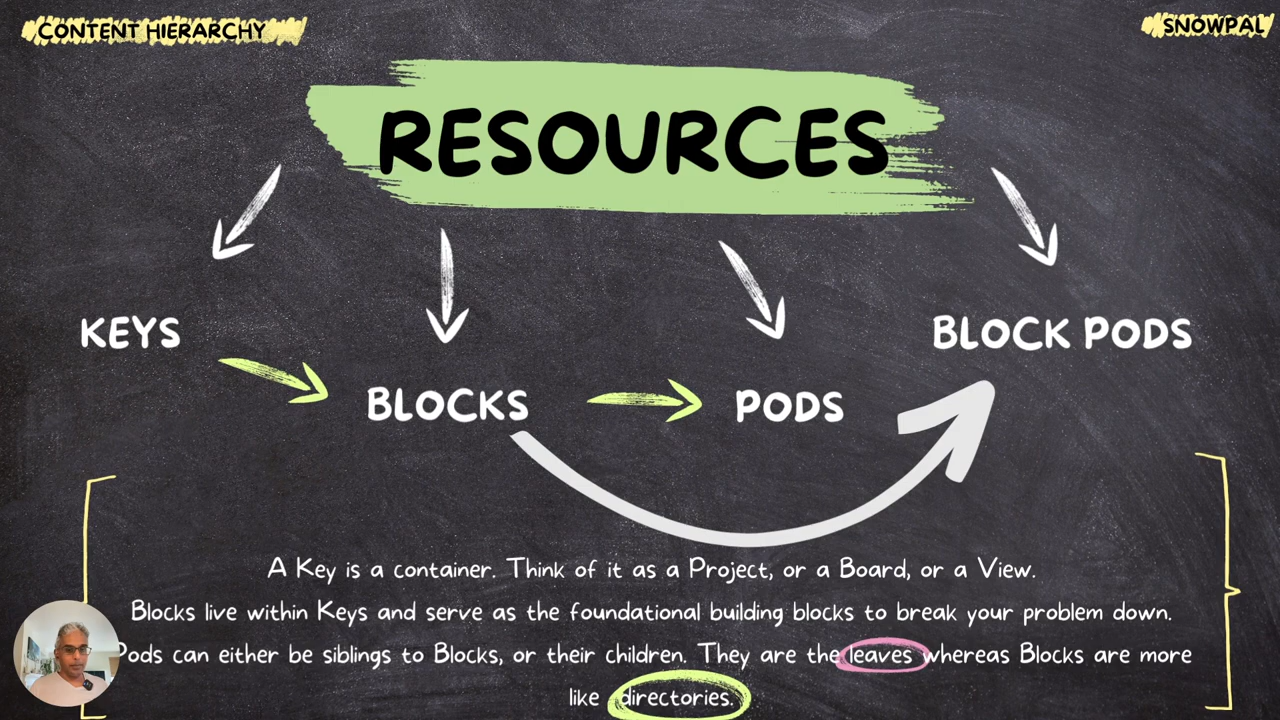 CONTENT HIERARCHY
SNOWPAL
RESOURCES
KEYS
BLOCK PODS
BLOCKS
PODS
A Key is a container. Think of it as a Project, or a Board, or a View.
Blocks live within Keys and serve as the foundational building blocks to break your problem down.
Pods can either be siblings to Blocks, or their children. They are the leaves whereas Blocks are more
like directories.